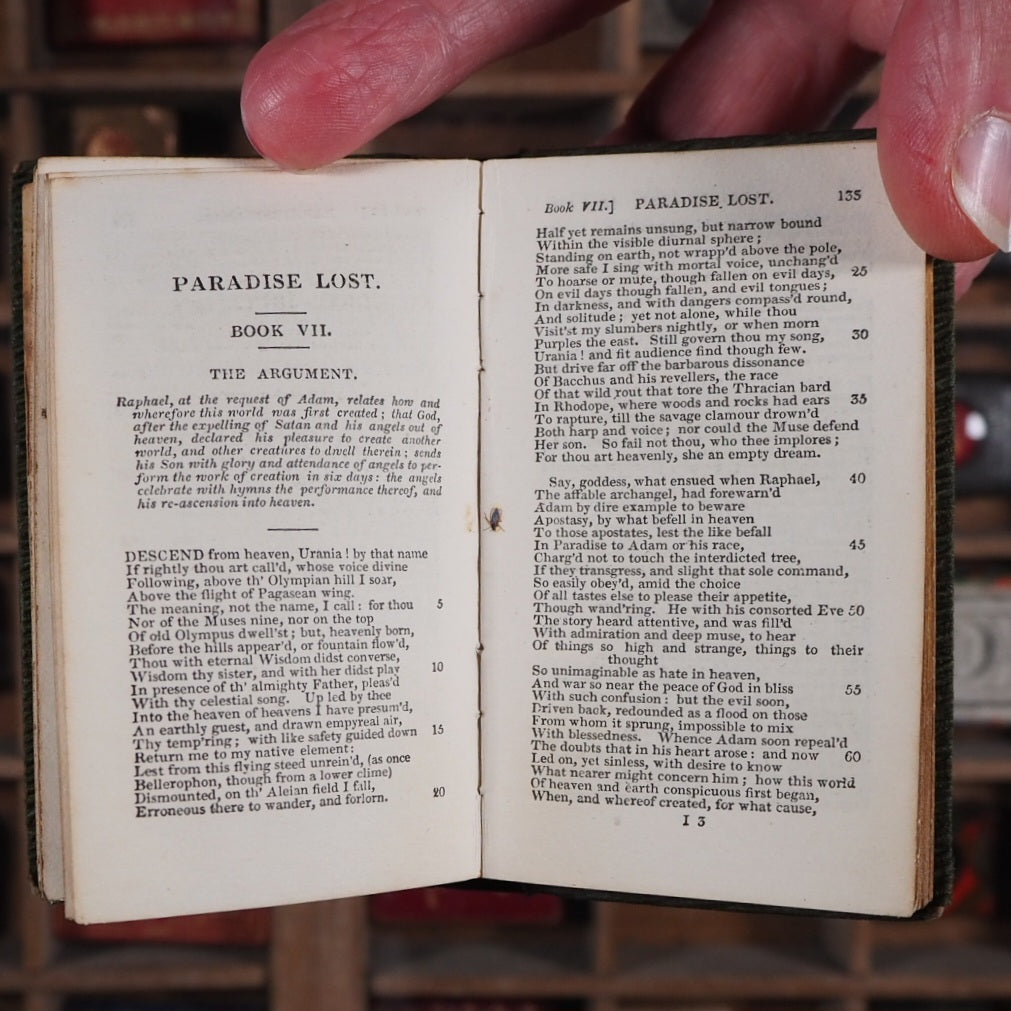 PARADISE LOST.
BOOK VII.
THE ARGUMENT.
Raphael, at the request of Adam, relates how and
wherefore this world was first created; that God,
after the expelling of Satan and his angels out of
heaven, declared his pleasure to create another
world, and other creatures to dwell therein; sends
his Son with glory and attendance of angels to per-
form the work of creation in six days: the angels
celebrate with hymns the performance thereof, and
his re-ascension into heaven.
DESCEND from heaven, Urania! by that name
If rightly thou art call'd, whose voice divine
Following, above th' Olympian hill I soar,
Above the flight of Pagasean wing.
The meaning, not the name, I call: for thou 5
Nor of the Muses nine, nor on the top
Of old Olympus dwell'st; but, heavenly born,
Before the hills appear'd, or fountain flow'd,
Thou with eternal Wisdom didst converse,
Wisdom thy sister, and with her didst play 10
In presence of th' almighty Father, pleas'd
With thy celestial song. Up led by thee
Into the heaven of heavens I have presum'd,
An earthly guest, and drawn empyreal air,
Thy temp'ring; with like safety guided down 15
Return me to my native element:
Lest from this flying steed unrein'd, (as once
Bellerophon, though from a lower clime)
Dismounted, on th' Aleian field I fall,
Erroneous there to wander, and forlorn. 20
Book VII.] PARADISE LOST. 135
Half yet remains unsung, but narrow bound
Within the visible diurnal sphere;
Standing on earth, not wrapp'd above the pole,
More safe I sing with mortal voice, unchang'd
To hoarse or mute, though fallen on evil days, 25
On evil days though fallen, and evil tongues;
In darkness, and with dangers compass'd round,
And solitude; yet not alone, while thou
Visit'st my slumbers nightly, or when morn
Purples the east. Still govern thou my song, 30
Urania! and fit audience find though few.
But drive far off the barbarous dissonance
Of Bacchus and his revellers, the race
Of that wild rout that tore the Thracian bard
In Rhodope, where woods and rocks had ears 35
To rapture, till the savage clamour drown'd
Both harp and voice; nor could the Muse defend
Her son. So fail not thou, who thee implores;
For thou art heavenly, she an empty dream.
Say, goddess, what ensued when Raphael, 40
The affable archangel, had forewarn'd
Adam by dire example to beware
Apostasy, by what befell in heaven
To those apostates, lest the like befall
In Paradise to Adam or his race, 45
Charg'd not to touch the interdicted tree,
If they transgress, and slight that sole command,
So easily obey'd, amid the choice
Of all tastes else to please their appetite,
Though wand'ring. He with his consorted Eve 50
The story heard attentive, and was fill'd
With admiration and deep muse, to hear
Of things so high and strange, things to their
thought
So unimaginable as hate in heaven,
And war so near the peace of God in bliss 55
With such confusion: but the evil soon,
Driven back, redounded as a flood on those
From whom it sprung, impossible to mix
With blessedness. Whence Adam soon repeal'd
The doubts that in his heart arose: and now 60
Led on, yet sinless, with desire to know
What nearer might concern him; how this world
Of heaven and earth conspicuous first began,
When, and whereof created, for what cause,
I 3